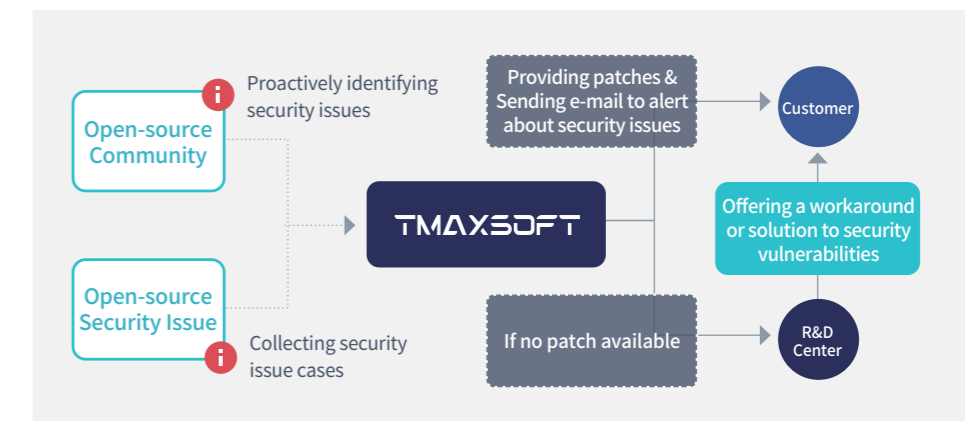 Proactively identifying
security issues
Open-source
Community
Open-source
Security Issue
Collecting security
issue cases
TMAXSOFT
Providing patches &
Sending e-mail to alert
about security issues
Customer
Offering a workaround
or solution to security
vulnerabilities
If no patch available
R&D
Center